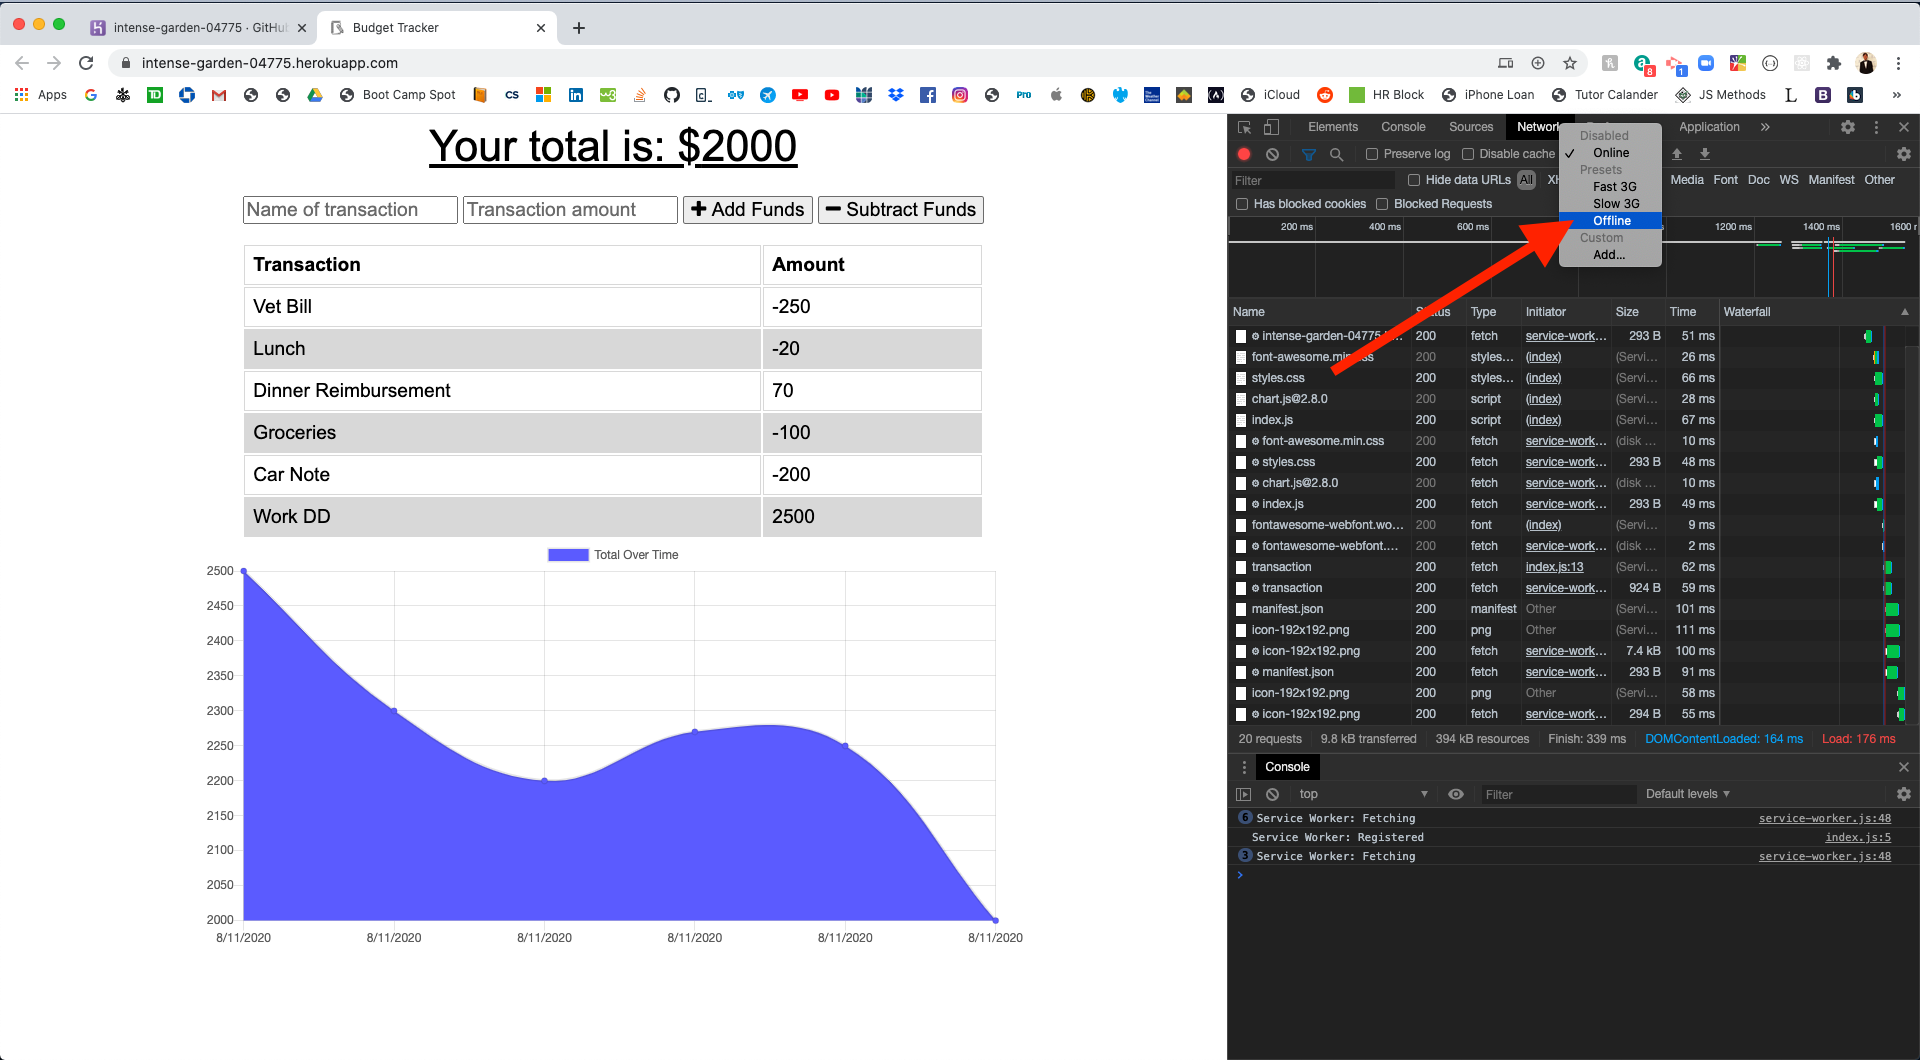 intense-garden-04775 · GitHub
Budget Tracker
intense-garden-04775.herokuapp.com
8
1
Apps
G
TD
CS
Boot Camp Spot
Pro
iCloud
HR Block
iPhone Loan
Tutor Calander
JS Methods
L
B
»
Your total is: $2000
Name of transaction
Transaction amount
+ Add Funds
− Subtract Funds
Transaction Amount
Vet Bill -250
Lunch -20
Dinner Reimbursement 70
Groceries -100
Car Note -200
Work DD 2500
Total Over Time
2500
2450
2400
2350
2300
2250
2200
2150
2100
2050
2000
8/11/2020 8/11/2020 8/11/2020 8/11/2020 8/11/2020 8/11/2020
Elements Console Sources Network Application »
Preserve log Disable cache
Disabled
Online
Presets
Fast 3G
Slow 3G
Offline
Custom
Add...
Filter Hide data URLs All XH Media Font Doc WS Manifest Other
Has blocked cookies Blocked Requests
200 ms 400 ms 600 ms 1200 ms 1400 ms 1600
Name Status Type Initiator Size Time Waterfall
intense-garden-04775... 200 fetch service-work... 293 B 51 ms
font-awesome.min.css 200 styles... (index) (Servi... 26 ms
styles.css 200 styles... (index) (Servi... 66 ms
chart.js@2.8.0 200 script (index) (Servi... 28 ms
index.js 200 script (index) (Servi... 67 ms
font-awesome.min.css 200 fetch service-work... (disk ... 10 ms
styles.css 200 fetch service-work... 293 B 48 ms
chart.js@2.8.0 200 fetch service-work... (disk ... 10 ms
index.js 200 fetch service-work... 293 B 49 ms
fontawesome-webfont.wo... 200 font (index) (Servi... 9 ms
fontawesome-webfont.... 200 fetch service-work... (disk ... 2 ms
transaction 200 fetch index.js:13 (Servi... 62 ms
transaction 200 fetch service-work... 924 B 59 ms
manifest.json 200 manifest Other (Servi... 101 ms
icon-192x192.png 200 png Other (Servi... 111 ms
icon-192x192.png 200 fetch service-work... 7.4 kB 100 ms
manifest.json 200 fetch service-work... 293 B 91 ms
icon-192x192.png 200 png Other (Servi... 58 ms
icon-192x192.png 200 fetch service-work... 294 B 55 ms
20 requests 9.8 kB transferred 394 kB resources Finish: 339 ms DOMContentLoaded: 164 ms Load: 176 ms
Console
top Filter Default levels
6 Service Worker: Fetching service-worker.js:48
Service Worker: Registered index.js:5
3 Service Worker: Fetching service-worker.js:48